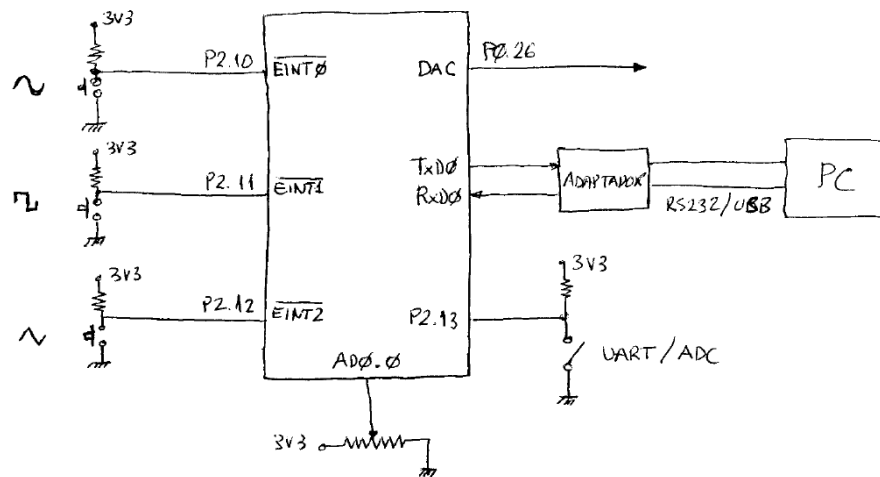 3V3
P2.10
EINTØ
DAC
PØ.26
3V3
P2.11
EINT1
TxDØ
RxDØ
ADAPTADOR
RS232/USB
PC
3V3
P2.12
EINT2
P2.13
3V3
UART/ADC
ADØ.Ø
3V3